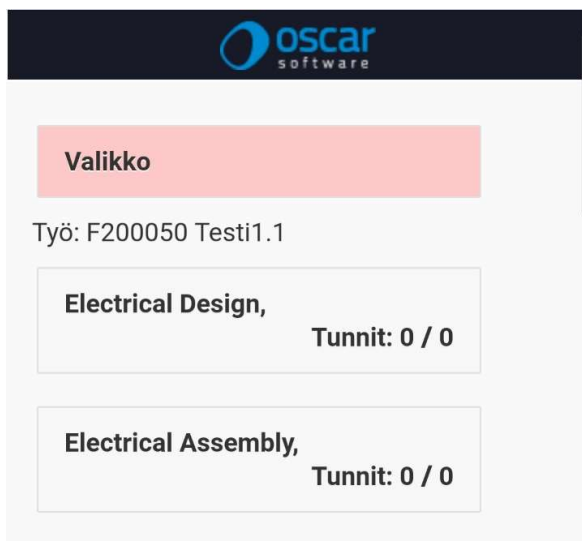 oscar
software
Valikko
Työ: F200050 Testi1.1
Electrical Design,
Tunnit: 0 / 0
Electrical Assembly,
Tunnit: 0 / 0